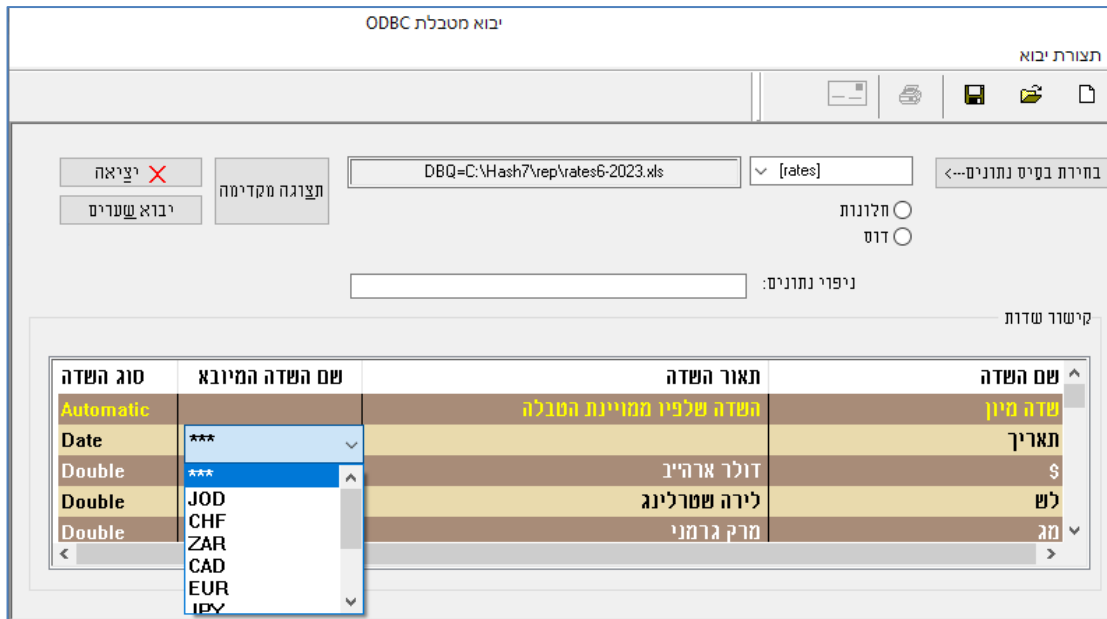 יבוא מטבלת ODBC
תצורת יבוא
בחירת בסיס נתונים--->
[rates]
DBQ=C:\Hash7\rep\rates6-2023.xls
תצוגה מקדימה
יציאה
יבוא שערים
חלונות
דוס
ניפוי נתונים:
קישור שדות
שם השדה תאור השדה שם השדה המיובא סוג השדה
שדה מיון השדה שלפיו ממויינת הטבלה Automatic
תאריך *** Date
$ דולר ארה"ב Double
לש לירה שטרלינג Double
מג מרק גרמני Double
***
JOD
CHF
ZAR
CAD
EUR
JPY